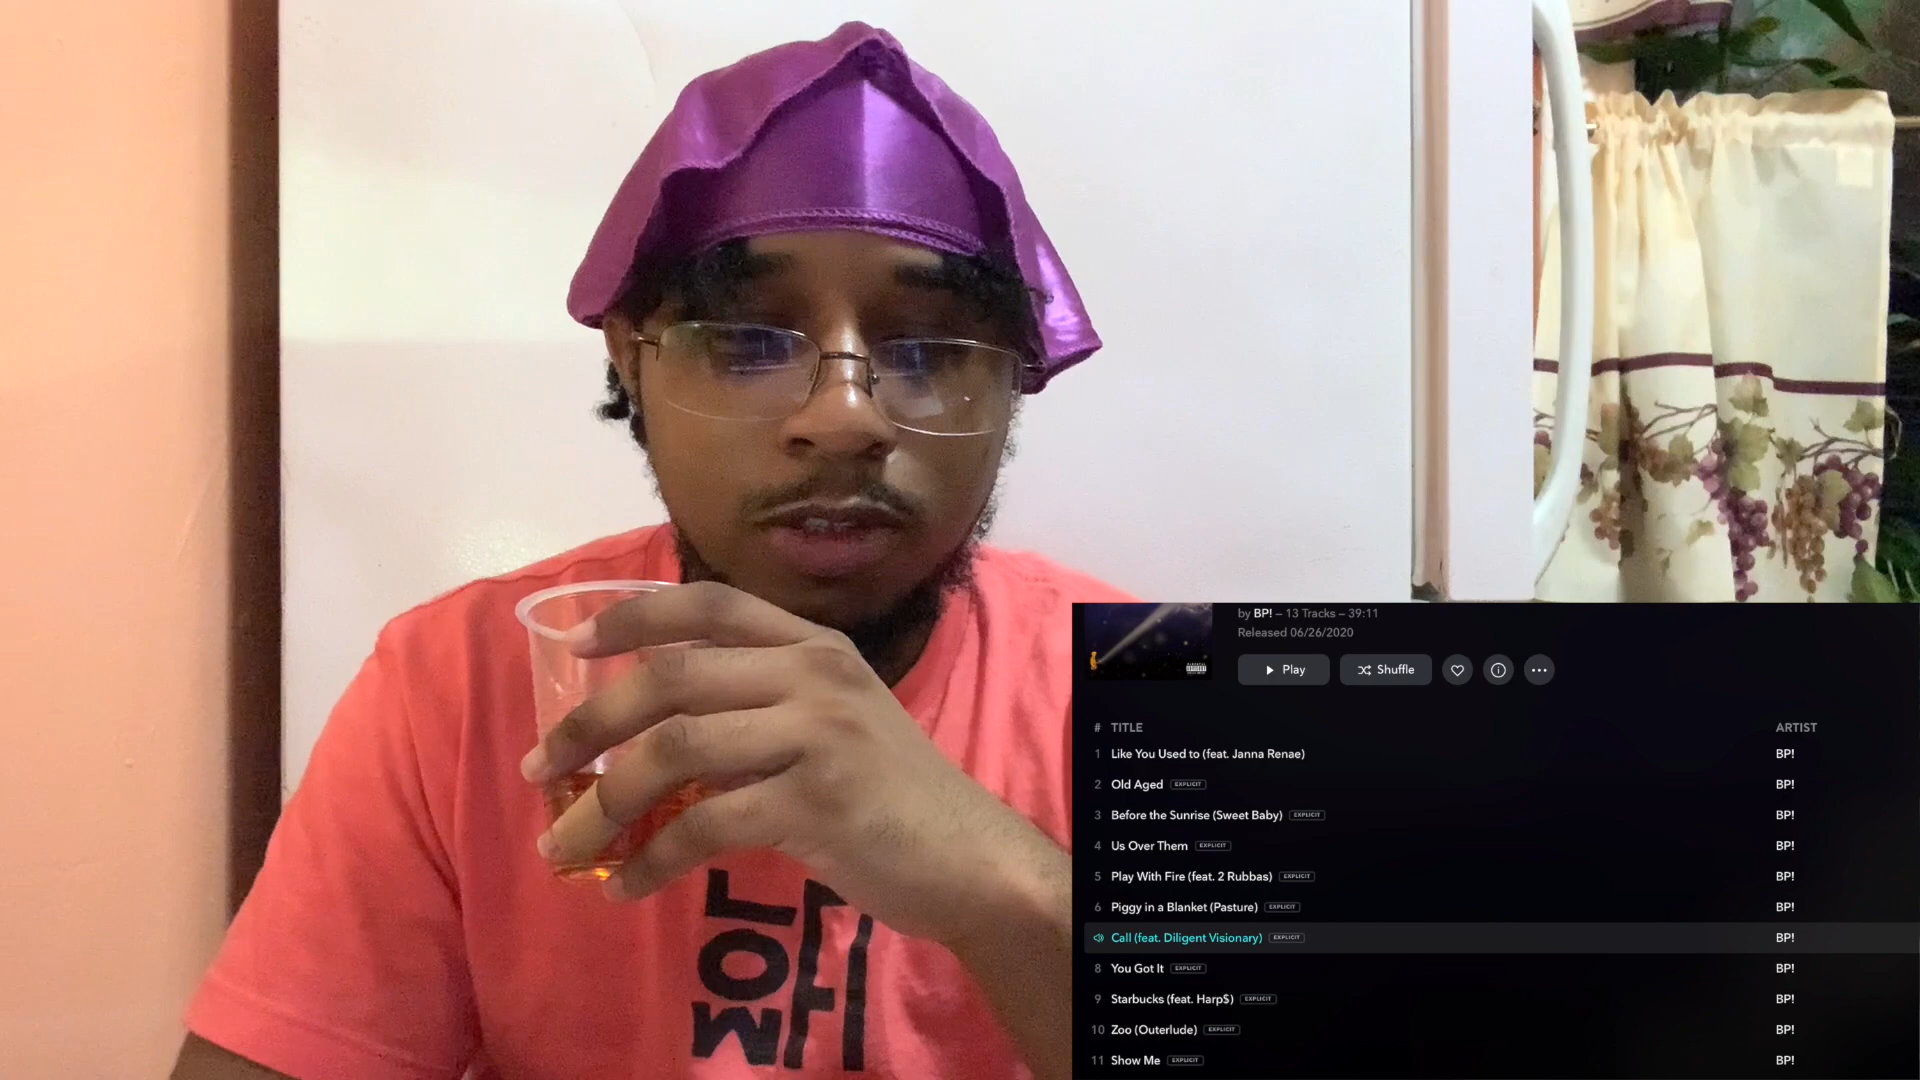 by BP! – 13 Tracks – 39:11
Released 06/26/2020
Play Shuffle
# TITLE ARTIST
1 Like You Used to (feat. Janna Renae) BP!
2 Old Aged EXPLICIT BP!
3 Before the Sunrise (Sweet Baby) EXPLICIT BP!
4 Us Over Them EXPLICIT BP!
5 Play With Fire (feat. 2 Rubbas) EXPLICIT BP!
6 Piggy in a Blanket (Pasture) EXPLICIT BP!
Call (feat. Diligent Visionary) EXPLICIT BP!
8 You Got It EXPLICIT BP!
9 Starbucks (feat. Harp$) EXPLICIT BP!
10 Zoo (Outerlude) EXPLICIT BP!
11 Show Me EXPLICIT BP!